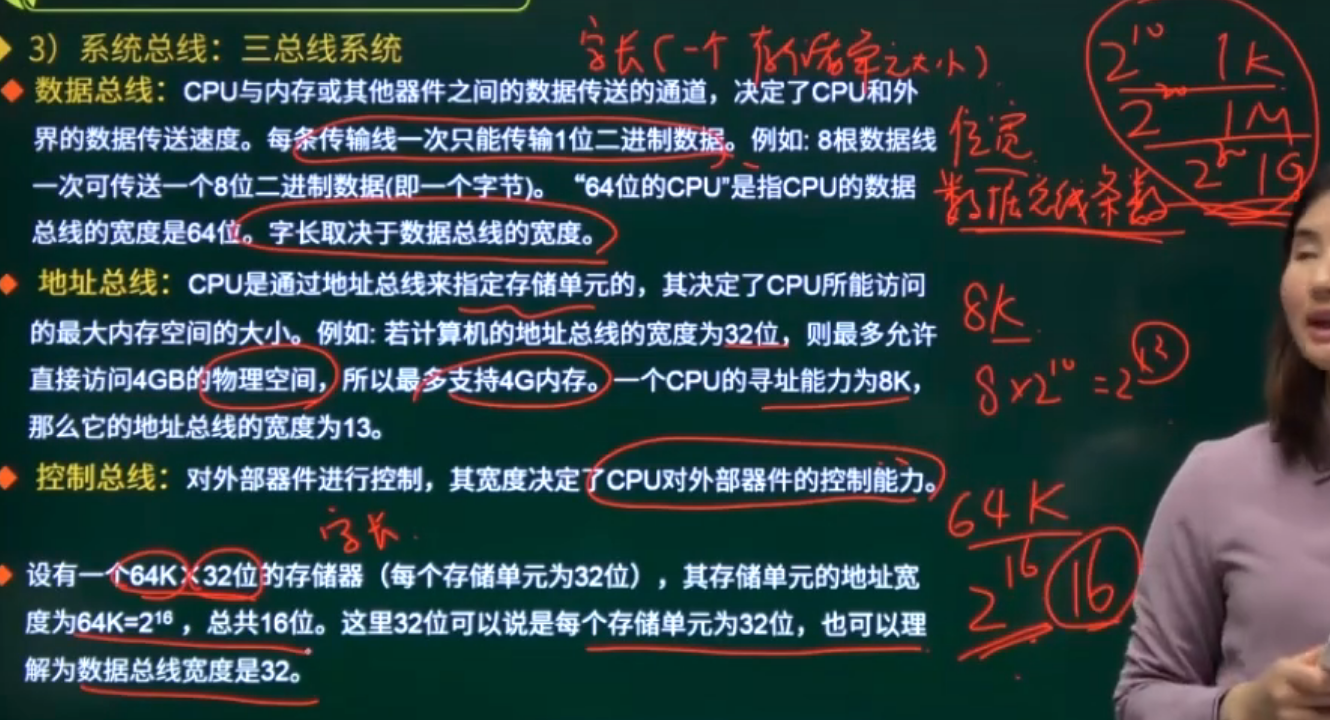 3）系统总线：三总线系统
字长（一个存储单元大小）
2^10 1K
2^20 1M
2^30 1G
数据总线：CPU与内存或其他器件之间的数据传送的通道，决定了CPU和外
界的数据传送速度。每条传输线一次只能传输1位二进制数据。例如: 8根数据线
位宽
一次可传送一个8位二进制数据(即一个字节)。“64位的CPU”是指CPU的数据
数据总线条数
总线的宽度是64位。字长取决于数据总线的宽度。
地址总线：CPU是通过地址总线来指定存储单元的，其决定了CPU所能访问
的最大内存空间的大小。例如: 若计算机的地址总线的宽度为32位，则最多允许
8K
直接访问4GB的物理空间，所以最多支持4G内存。一个CPU的寻址能力为8K，
8×2^10=2^13
那么它的地址总线的宽度为13。
控制总线：对外部器件进行控制，其宽度决定了CPU对外部器件的控制能力。
64K
字长
设有一个64K×32位的存储器（每个存储单元为32位），其存储单元的地址宽
2^16 16
度为64K=2^16，总共16位。这里32位可以说是每个存储单元为32位，也可以理
解为数据总线宽度是32。